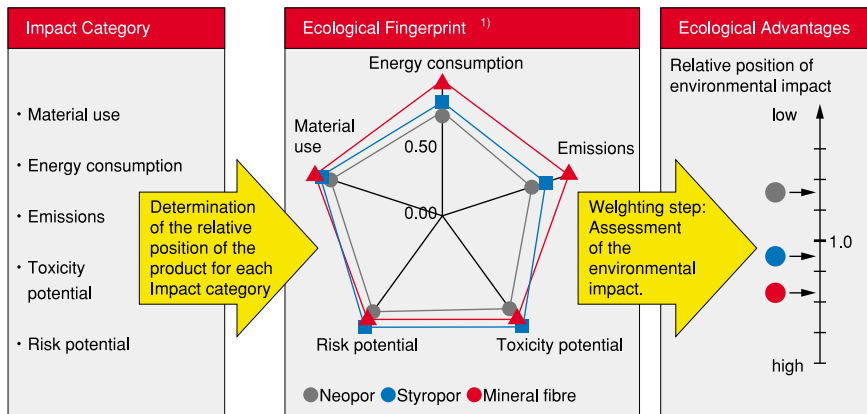 Impact Category
· Material use
· Energy consumption
· Emissions
· Toxicity
potential
· Risk potential
Determination
of the relative
position of the
product for each
Impact category
Ecological Fingerprint 1)
Energy consumption
Material
use
0.50
Emissions
0.00
Risk potential
Toxicity potential
Neopor Styropor Mineral fibre
Weighting step:
Assessment
of the
environmental
impact.
Ecological Advantages
Relative position of
environmental impact
low
1.0
high